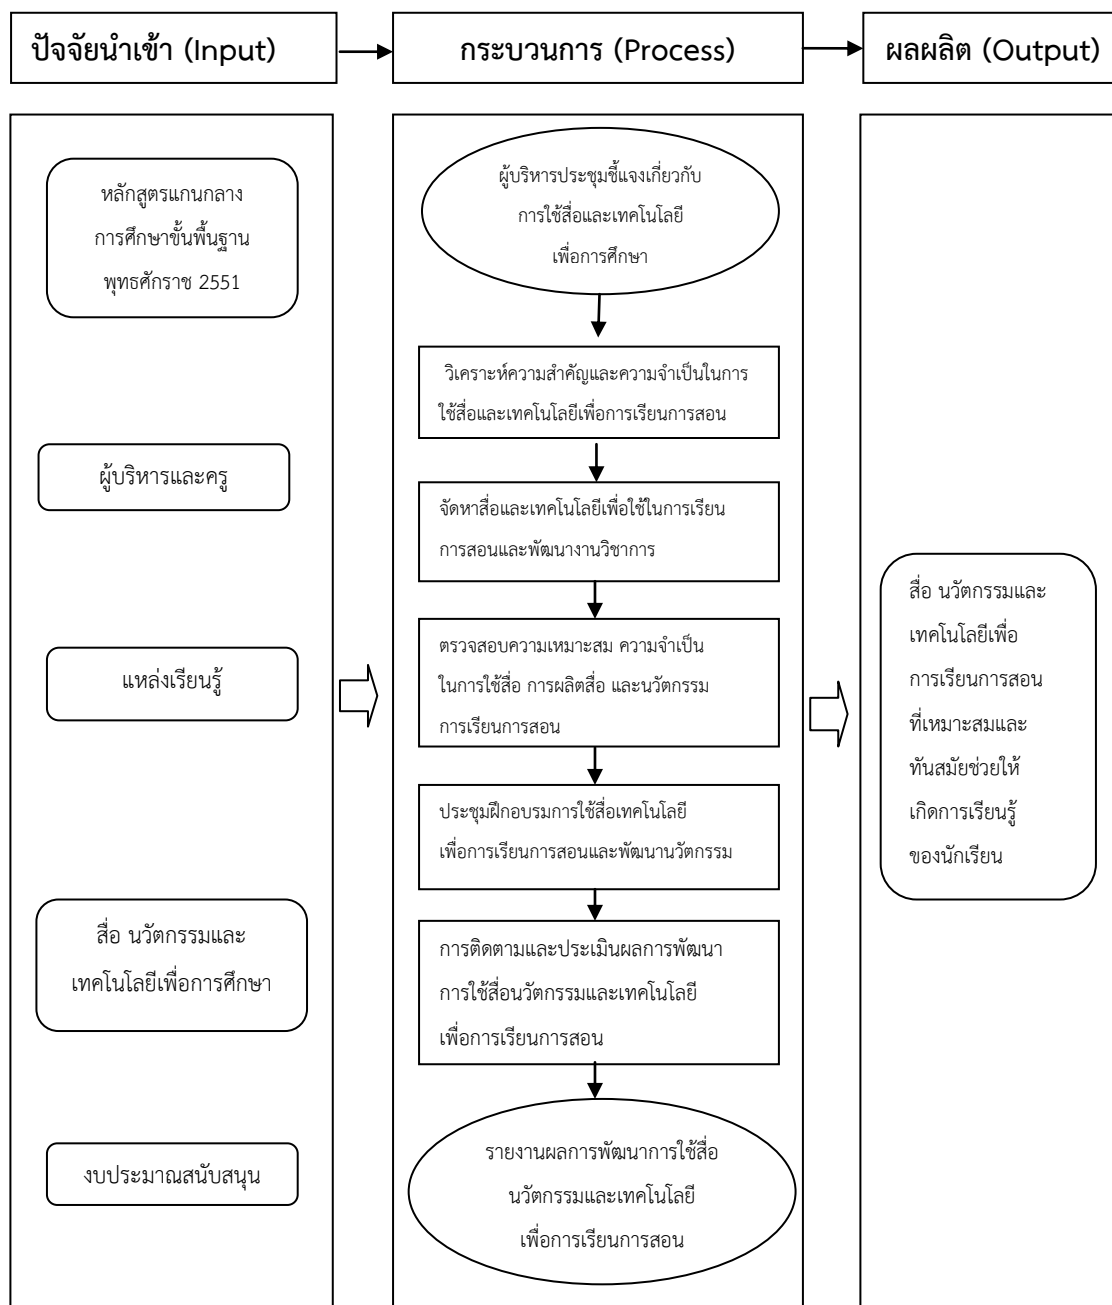 ปัจจัยนำเข้า (Input)
กระบวนการ (Process)
ผลผลิต (Output)
หลักสูตรแกนกลาง
การศึกษาขั้นพื้นฐาน
พุทธศักราช 2551
ผู้บริหารและครู
แหล่งเรียนรู้
สื่อ นวัตกรรมและ
เทคโนโลยีเพื่อการศึกษา
งบประมาณสนับสนุน
ผู้บริหารประชุมชี้แจงเกี่ยวกับ
การใช้สื่อและเทคโนโลยี
เพื่อการศึกษา
วิเคราะห์ความสำคัญและความจำเป็นในการ
ใช้สื่อและเทคโนโลยีเพื่อการเรียนการสอน
จัดหาสื่อและเทคโนโลยีเพื่อใช้ในการเรียน
การสอนและพัฒนางานวิชาการ
ตรวจสอบความเหมาะสม ความจำเป็น
ในการใช้สื่อ การผลิตสื่อ และนวัตกรรม
การเรียนการสอน
ประชุมฝึกอบรมการใช้สื่อเทคโนโลยี
เพื่อการเรียนการสอนและพัฒนานวัตกรรม
การติดตามและประเมินผลการพัฒนา
การใช้สื่อนวัตกรรมและเทคโนโลยี
เพื่อการเรียนการสอน
รายงานผลการพัฒนาการใช้สื่อ
นวัตกรรมและเทคโนโลยี
เพื่อการเรียนการสอน
สื่อ นวัตกรรมและ
เทคโนโลยีเพื่อ
การเรียนการสอน
ที่เหมาะสมและ
ทันสมัยช่วยให้
เกิดการเรียนรู้
ของนักเรียน